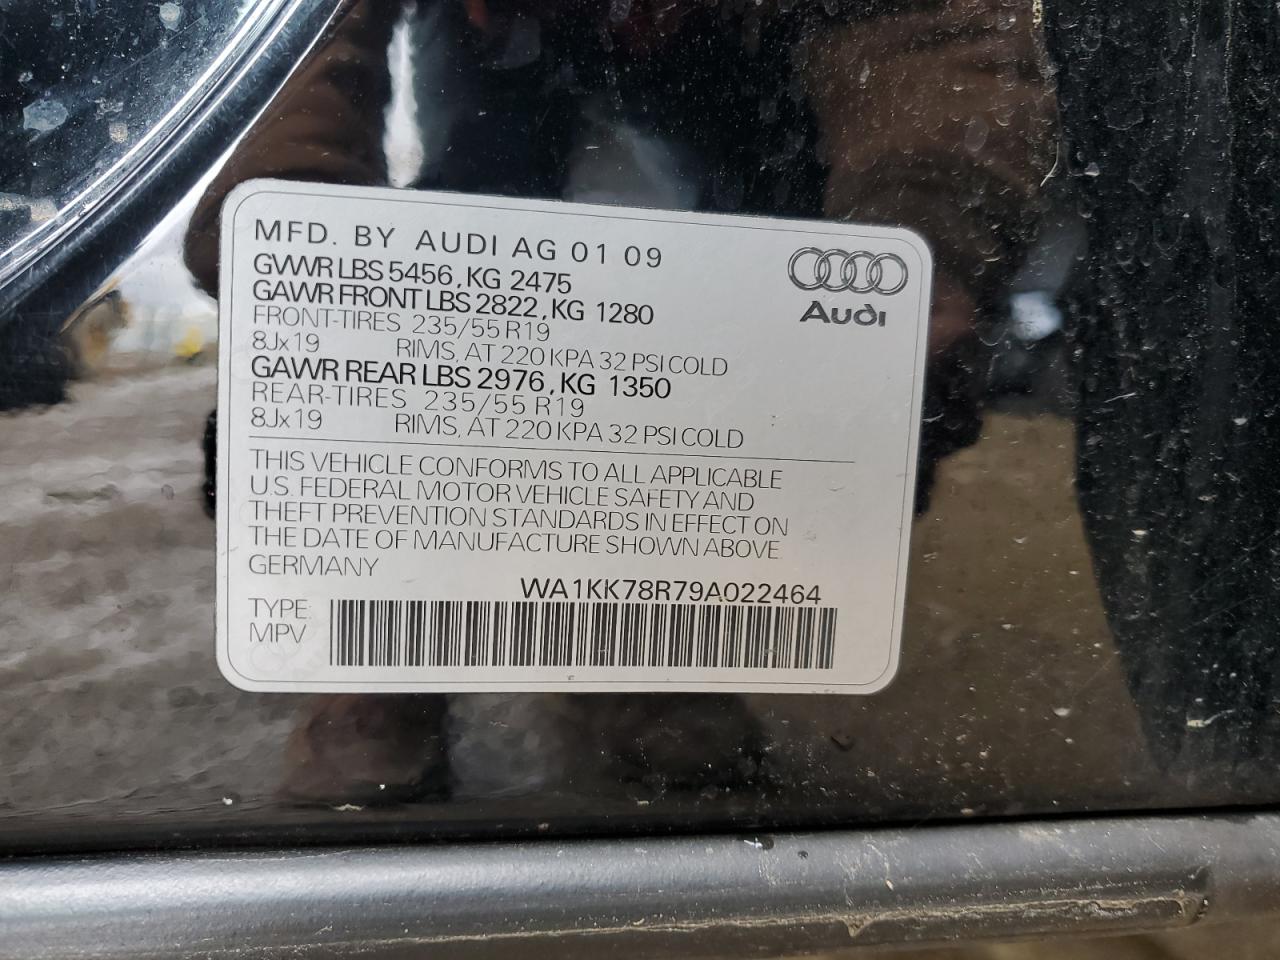 MFD. BY AUDI AG 01 09
GVWR LBS 5456, KG 2475
GAWR FRONT LBS 2822, KG 1280
FRONT-TIRES 235/55 R19
8Jx19 RIMS, AT 220 KPA 32 PSI COLD
GAWR REAR LBS 2976, KG 1350
REAR-TIRES 235/55 R19
8Jx19 RIMS, AT 220 KPA 32 PSI COLD
Audi
THIS VEHICLE CONFORMS TO ALL APPLICABLE
U.S. FEDERAL MOTOR VEHICLE SAFETY AND
THEFT PREVENTION STANDARDS IN EFFECT ON
THE DATE OF MANUFACTURE SHOWN ABOVE
GERMANY
WA1KK78R79A022464
TYPE:
MPV